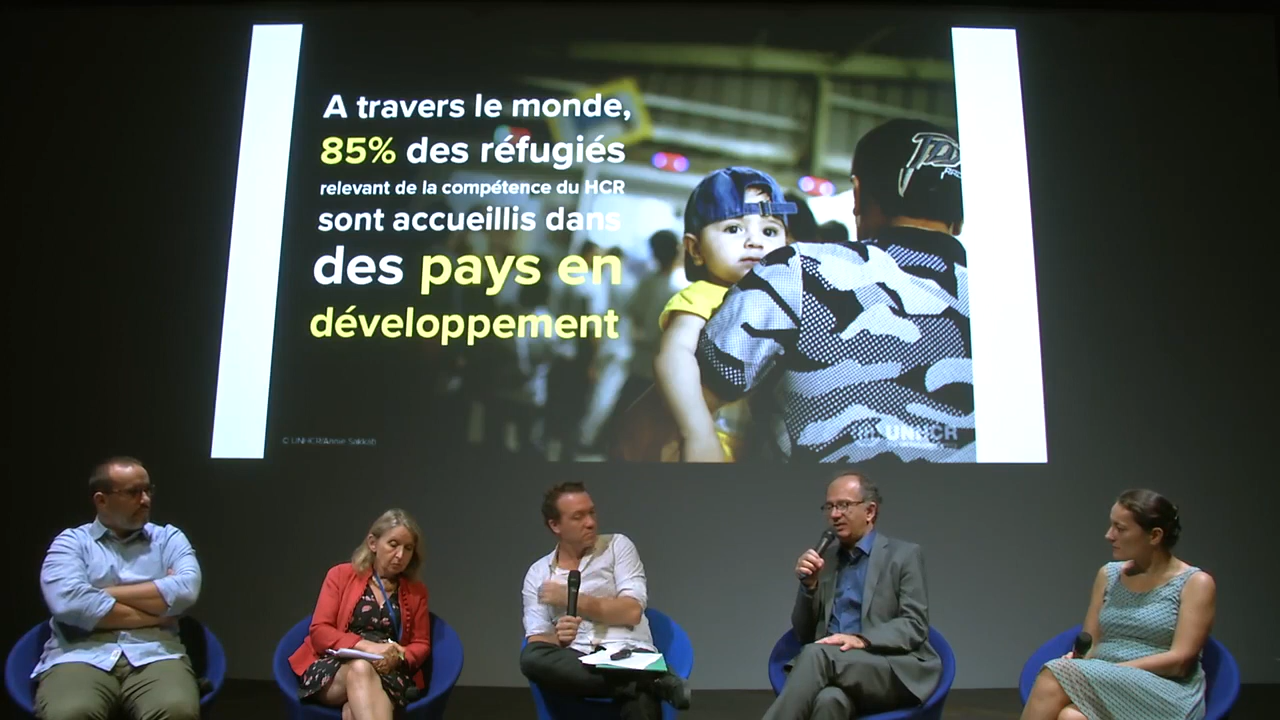 A travers le monde,
85% des réfugiés
relevant de la compétence du HCR
sont accueillis dans
des pays en
développement